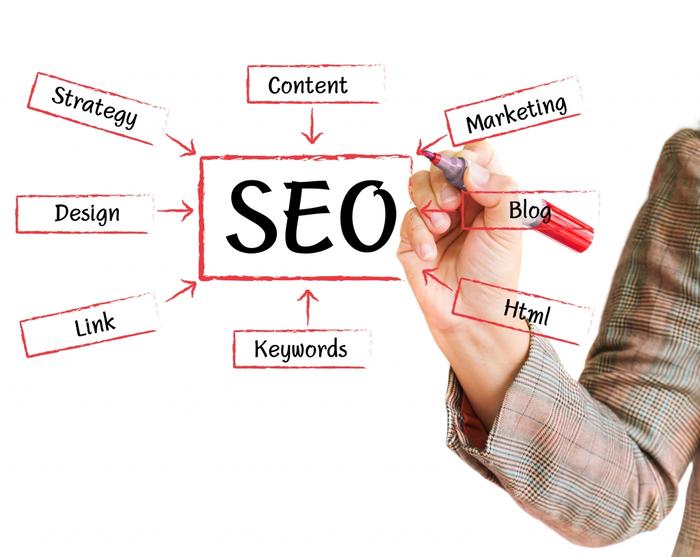 Content
Strategy
Marketing
SEO
Design
Blog
Link
Html
Keywords